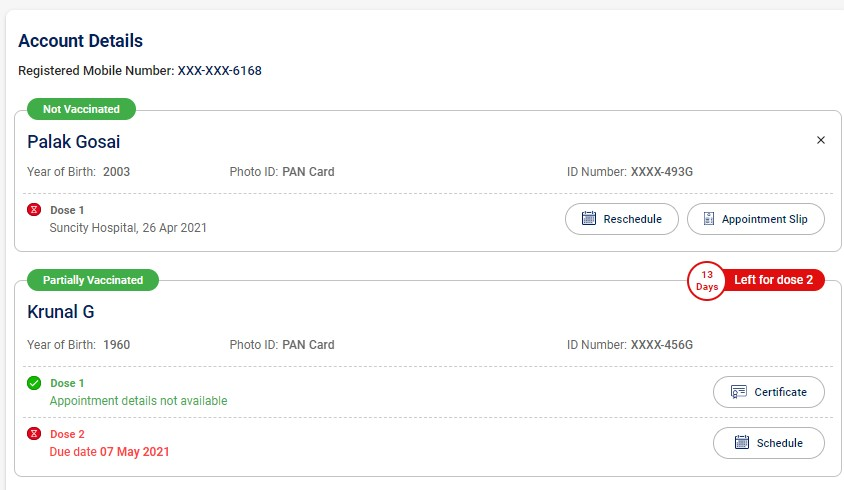 Account Details
Registered Mobile Number: XXX-XXX-6168
Not Vaccinated
Palak Gosai
×
Year of Birth: 2003 Photo ID: PAN Card ID Number: XXXX-493G
Dose 1
Suncity Hospital, 26 Apr 2021
Reschedule Appointment Slip
Partially Vaccinated
13 Days Left for dose 2
Krunal G
Year of Birth: 1960 Photo ID: PAN Card ID Number: XXXX-456G
Dose 1
Appointment details not available
Certificate
Dose 2
Due date 07 May 2021
Schedule